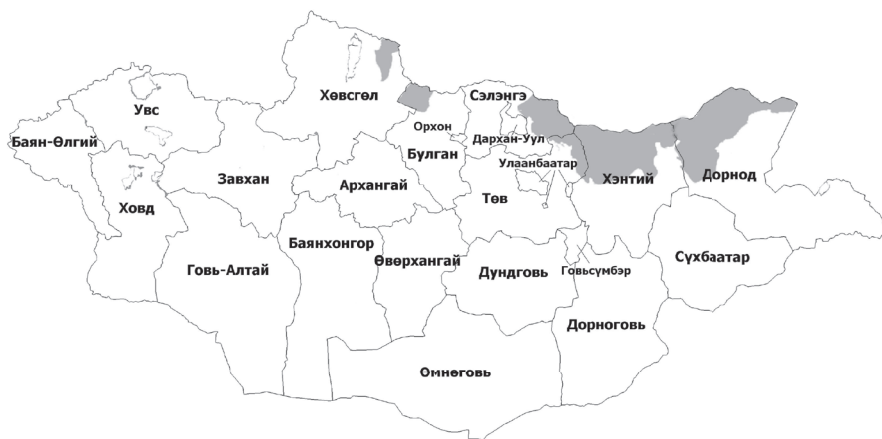 Хөвсгөл
Сэлэнгэ
Увс
Орхон
Дархан-Уул
Баян-Өлгий
Булган
Улаанбаатар
Завхан
Архангай
Хэнтий
Дорнод
Ховд
Төв
Баянхонгор
Өвөрхангай
Говь-Алтай
Дундговь
Говьсүмбэр
Сүхбаатар
Дорноговь
Омнөговь